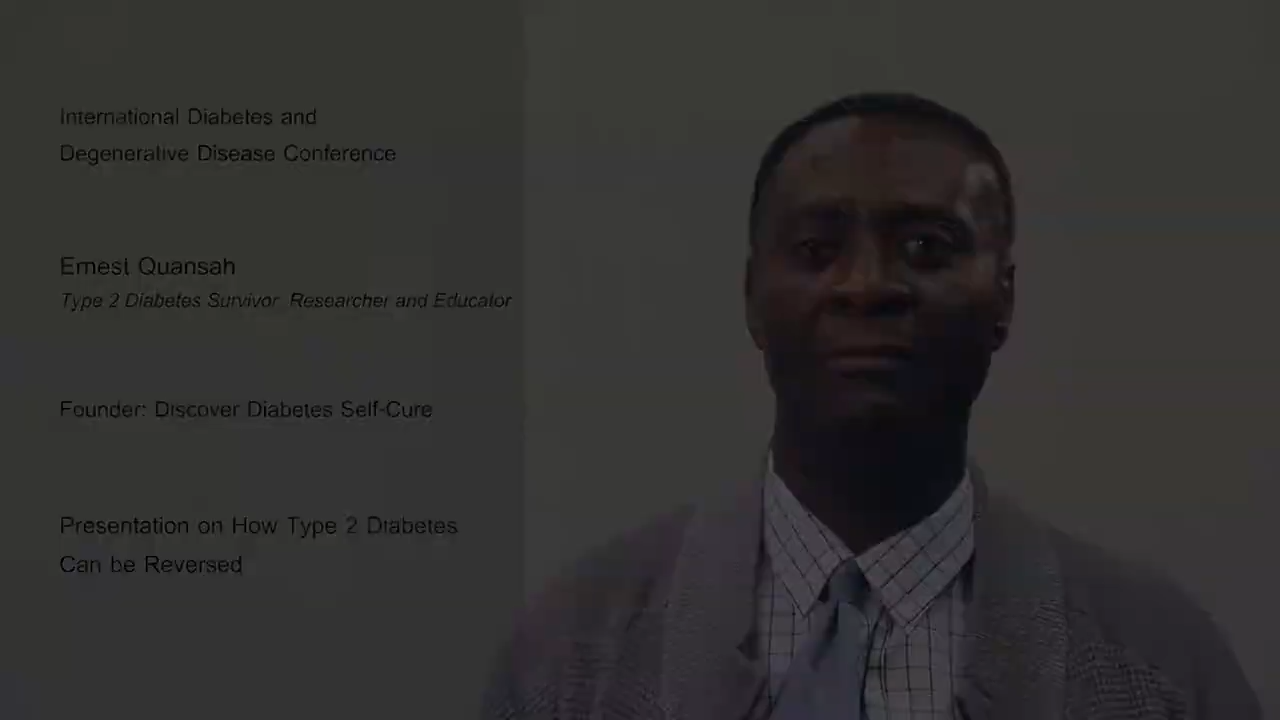 International Diabetes and
Degenerative Disease Conference
Ernest Quansah
Type 2 Diabetes Survivor, Researcher and Educator
Founder: Discover Diabetes Self-Cure
Presentation on How Type 2 Diabetes
Can be Reversed